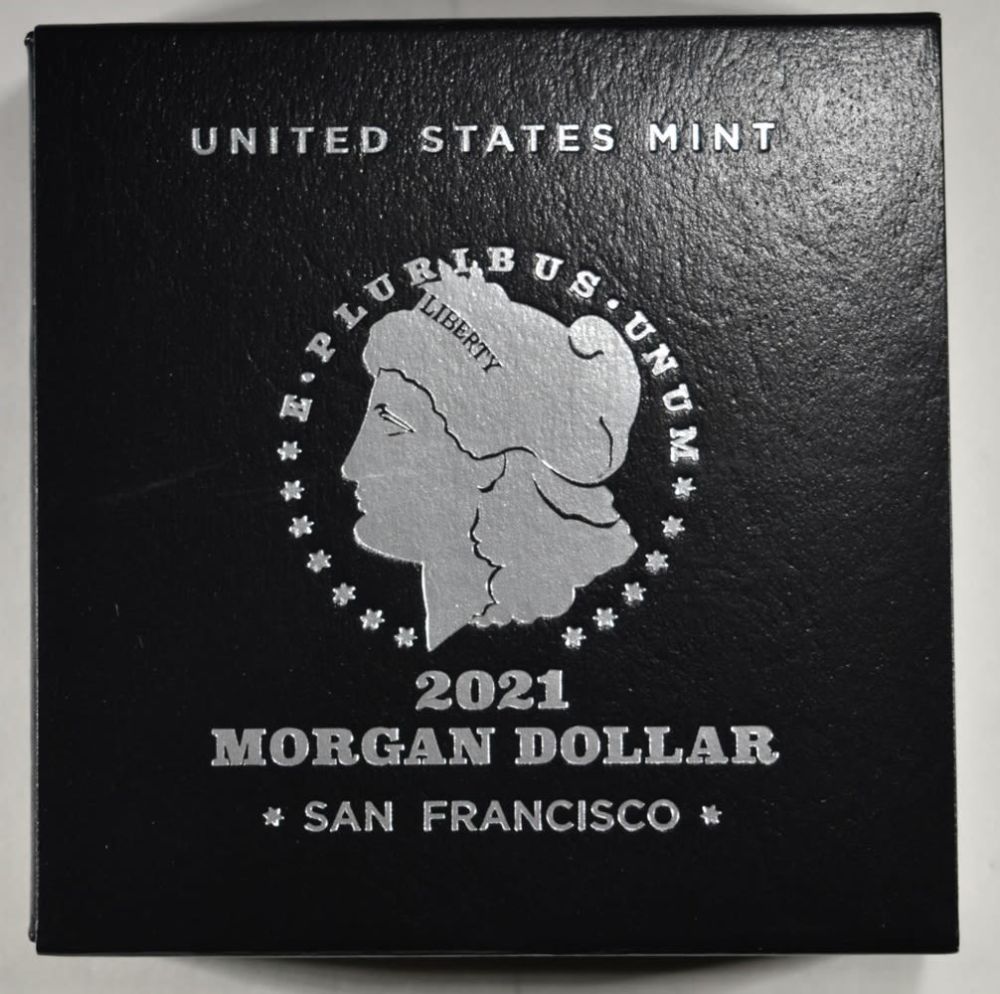 UNITED STATES MINT
E · PLURIBUS · UNUM
LIBERTY
2021
MORGAN DOLLAR
* SAN FRANCISCO *